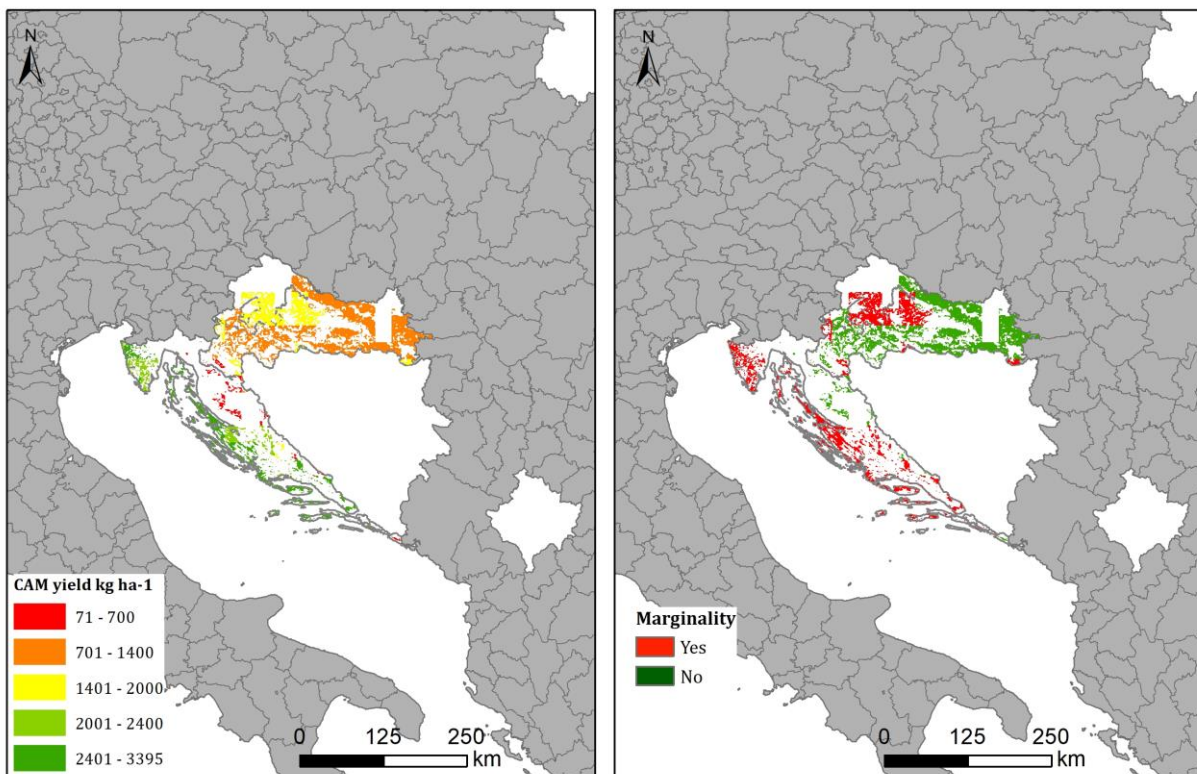 N
CAM yield kg ha-1
71 - 700
701 - 1400
1401 - 2000
2001 - 2400
2401 - 3395
0 125 250
km
N
Marginality
Yes
No
0 125 250
km